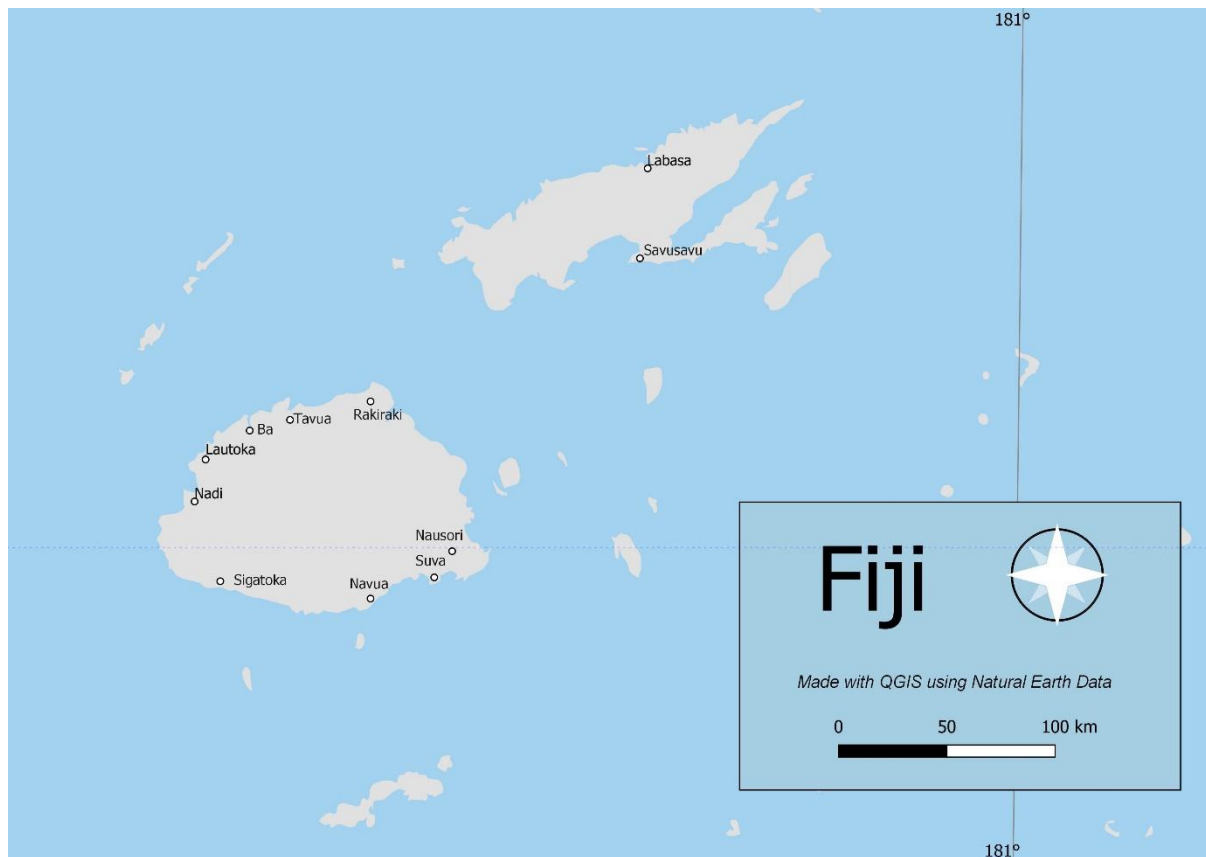 181°
Labasa
Savusavu
Rakiraki
Tavua
Ba
Lautoka
Nadi
Nausori
Suva
Sigatoka
Navua
Fiji
Made with QGIS using Natural Earth Data
0 50 100 km
181°